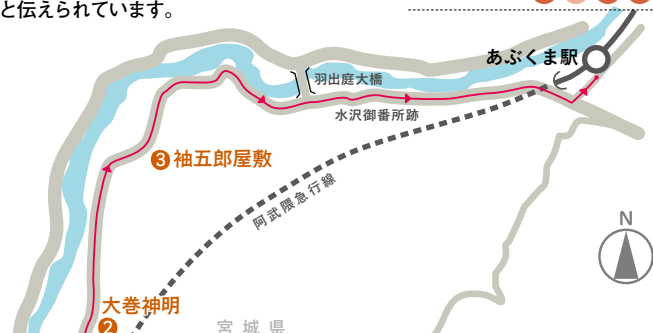 と伝えられています。
あぶくま駅
羽出庭大橋
水沢御番所跡
3 袖五郎屋敷
阿武隈急行線
N
大巻神明
2
宮城県